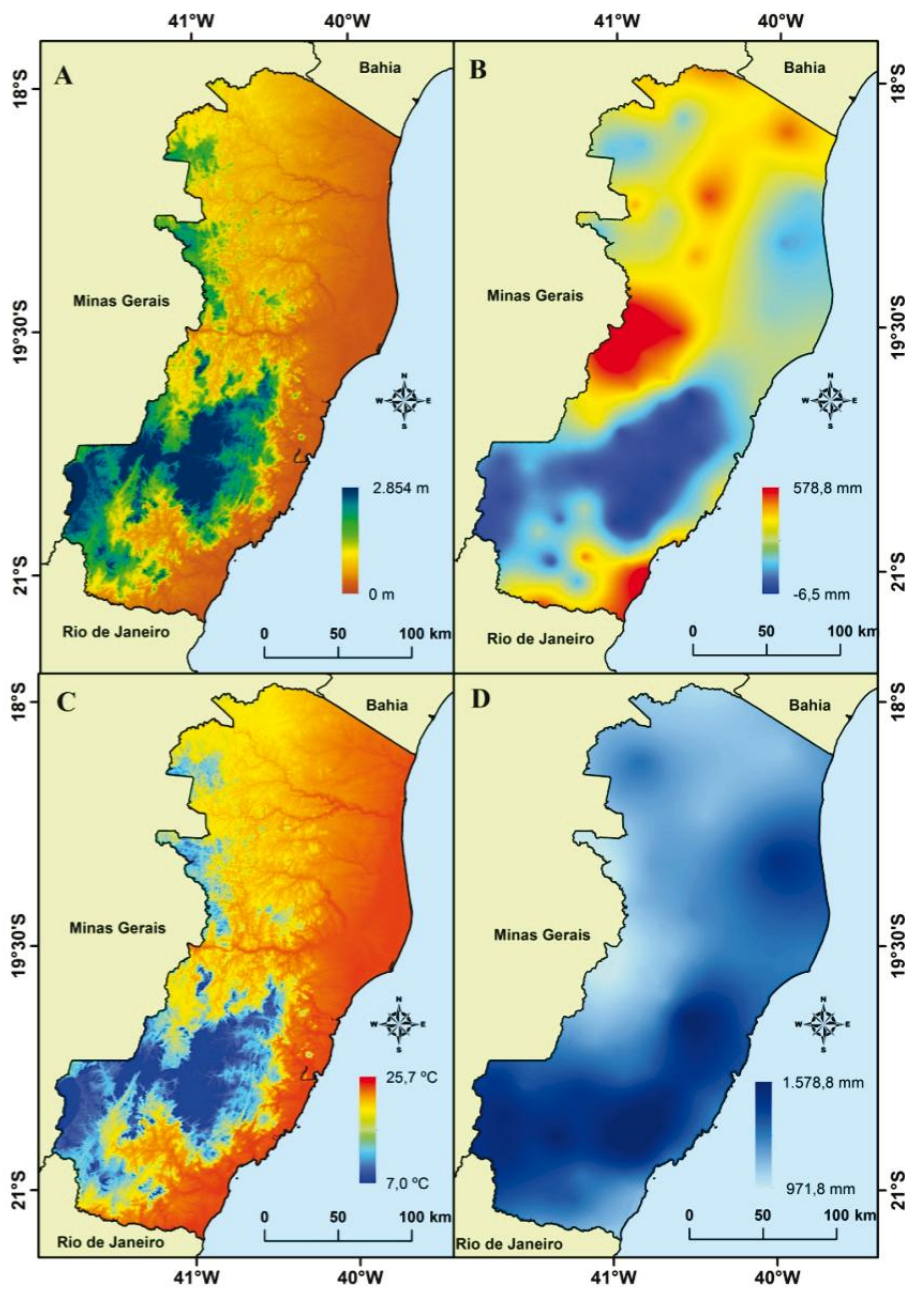 41°W 40°W
41°W 40°W
A
Bahia
B
Bahia
18°S
18°S
Minas Gerais
Minas Gerais
19°30'S
19°30'S
N
W E
S
N
W E
S
2.854 m
0 m
578,8 mm
-6,5 mm
21°S
21°S
Rio de Janeiro
0 50 100 km
Rio de Janeiro
0 50 100 km
C
Bahia
D
Bahia
18°S
18°S
Minas Gerais
Minas Gerais
19°30'S
19°30'S
N
W E
S
N
W E
S
25,7 ºC
7,0 ºC
1.578,8 mm
971,8 mm
21°S
21°S
Rio de Janeiro
0 50 100 km
Rio de Janeiro
0 50 100 km
41°W 40°W
41°W 40°W